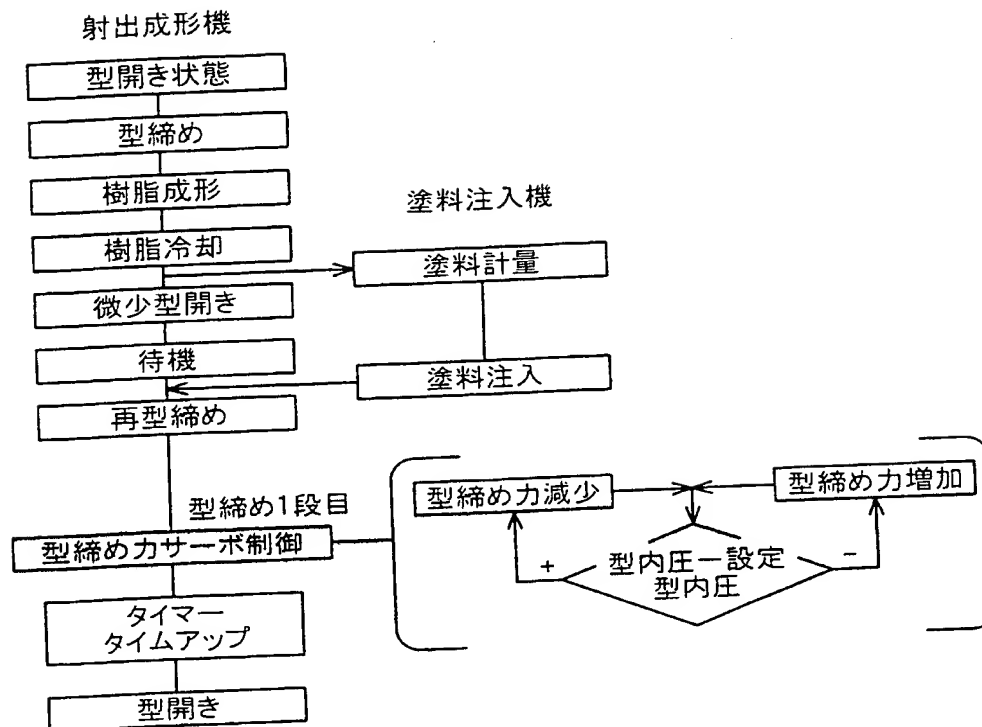 射出成形機
型開き状態
型締め
樹脂成形
樹脂冷却
微少型開き
待機
再型締め
塗料注入機
塗料計量
塗料注入
型締め1段目
型締め力サーボ制御
タイマー
タイムアップ
型開き
型締め力減少
型締め力増加
+
型内圧ー設定
型内圧
-